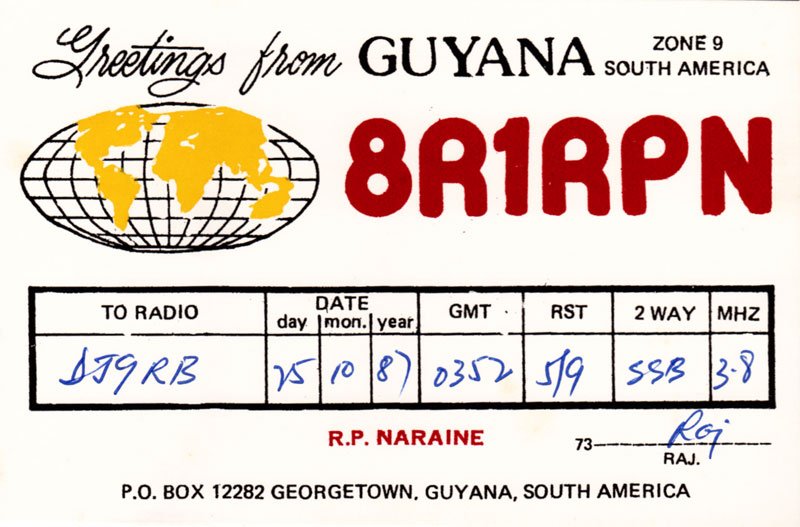 Greetings from GUYANA ZONE 9 SOUTH AMERICA
8R1RPN
TO RADIO DATE day mon. year GMT RST 2 WAY MHZ
DJ9RB 25 10 87 0352 5/9 SSB 3.8
R.P. NARAINE 73 Raj
RAJ.
P.O. BOX 12282 GEORGETOWN, GUYANA, SOUTH AMERICA